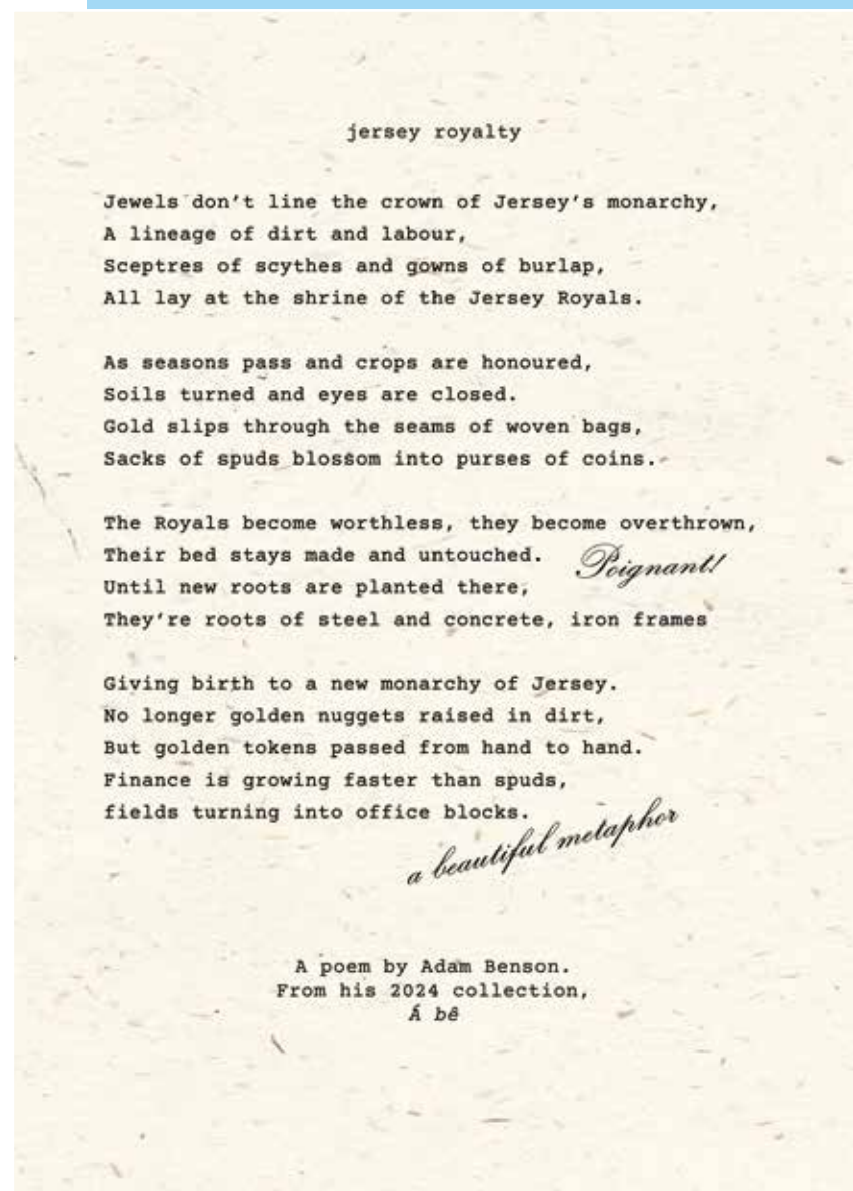 jersey royalty
Jewels don't line the crown of Jersey's monarchy,
A lineage of dirt and labour,
Sceptres of scythes and gowns of burlap,
All lay at the shrine of the Jersey Royals.
As seasons pass and crops are honoured,
Soils turned and eyes are closed.
Gold slips through the seams of woven bags,
Sacks of spuds blossom into purses of coins.
The Royals become worthless, they become overthrown,
Their bed stays made and untouched.
Poignant!
Until new roots are planted there,
They're roots of steel and concrete, iron frames
Giving birth to a new monarchy of Jersey.
No longer golden nuggets raised in dirt,
But golden tokens passed from hand to hand.
Finance is growing faster than spuds,
fields turning into office blocks.
a beautiful metaphor
A poem by Adam Benson.
From his 2024 collection,
Á bê